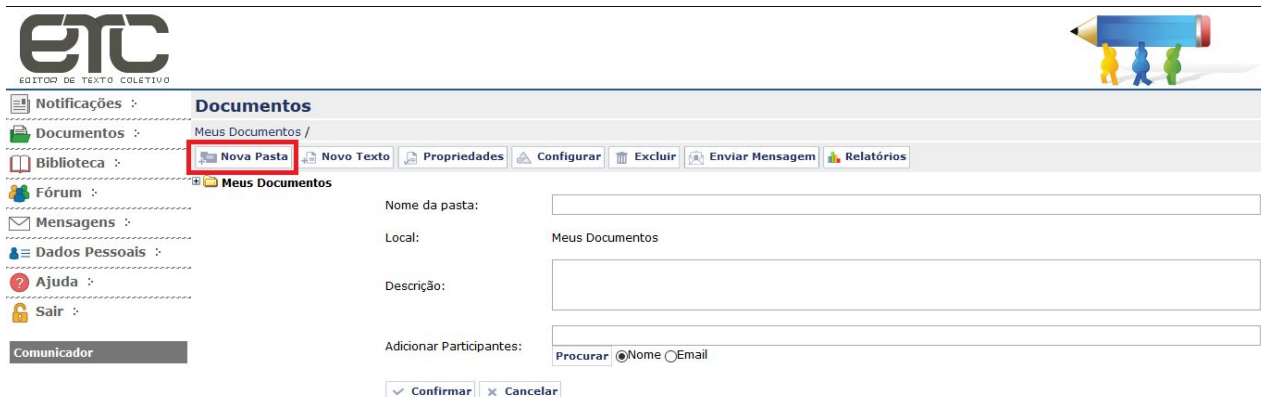 ETC
EDITOR DE TEXTO COLETIVO
Notificações
Documentos
Biblioteca
Fórum
Mensagens
Dados Pessoais
Ajuda
Sair
Comunicador
Documentos
Meus Documentos /
Nova Pasta Novo Texto Propriedades Configurar Excluir Enviar Mensagem Relatórios
Meus Documentos
Nome da pasta:
Local: Meus Documentos
Descrição:
Adicionar Participantes:
Procurar Nome Email
Confirmar Cancelar